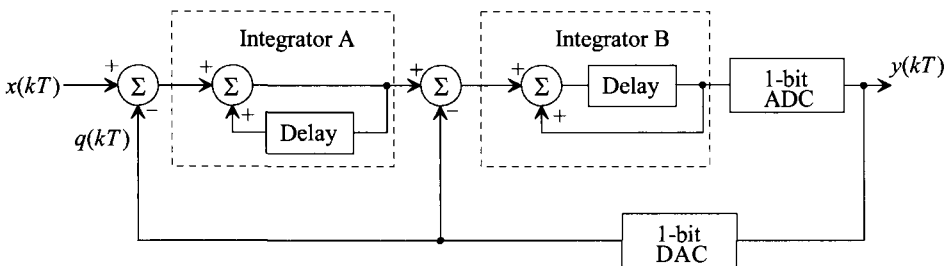 Integrator A
Integrator B
x(kT)
+
Σ
−
+
Σ
+
Delay
+
Σ
−
+
Σ
+
Delay
1-bit
ADC
y(kT)
q(kT)
1-bit
DAC